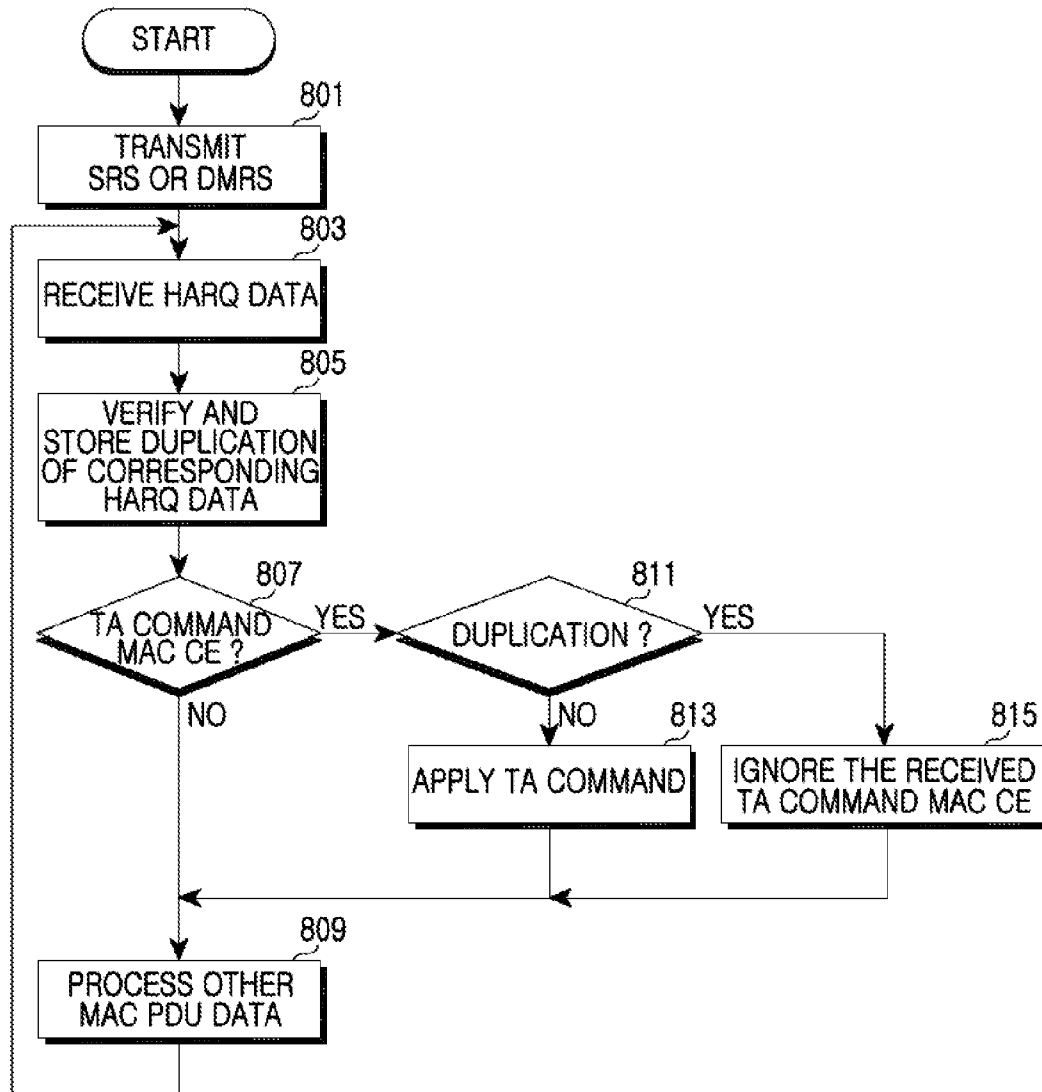 START
801
TRANSMIT
SRS OR DMRS
803
RECEIVE HARQ DATA
805
VERIFY AND
STORE DUPLICATION
OF CORRESPONDING
HARQ DATA
807
TA COMMAND
MAC CE ?
YES
NO
811
DUPLICATION ?
YES
NO
813
APPLY TA COMMAND
815
IGNORE THE RECEIVED
TA COMMAND MAC CE
809
PROCESS OTHER
MAC PDU DATA